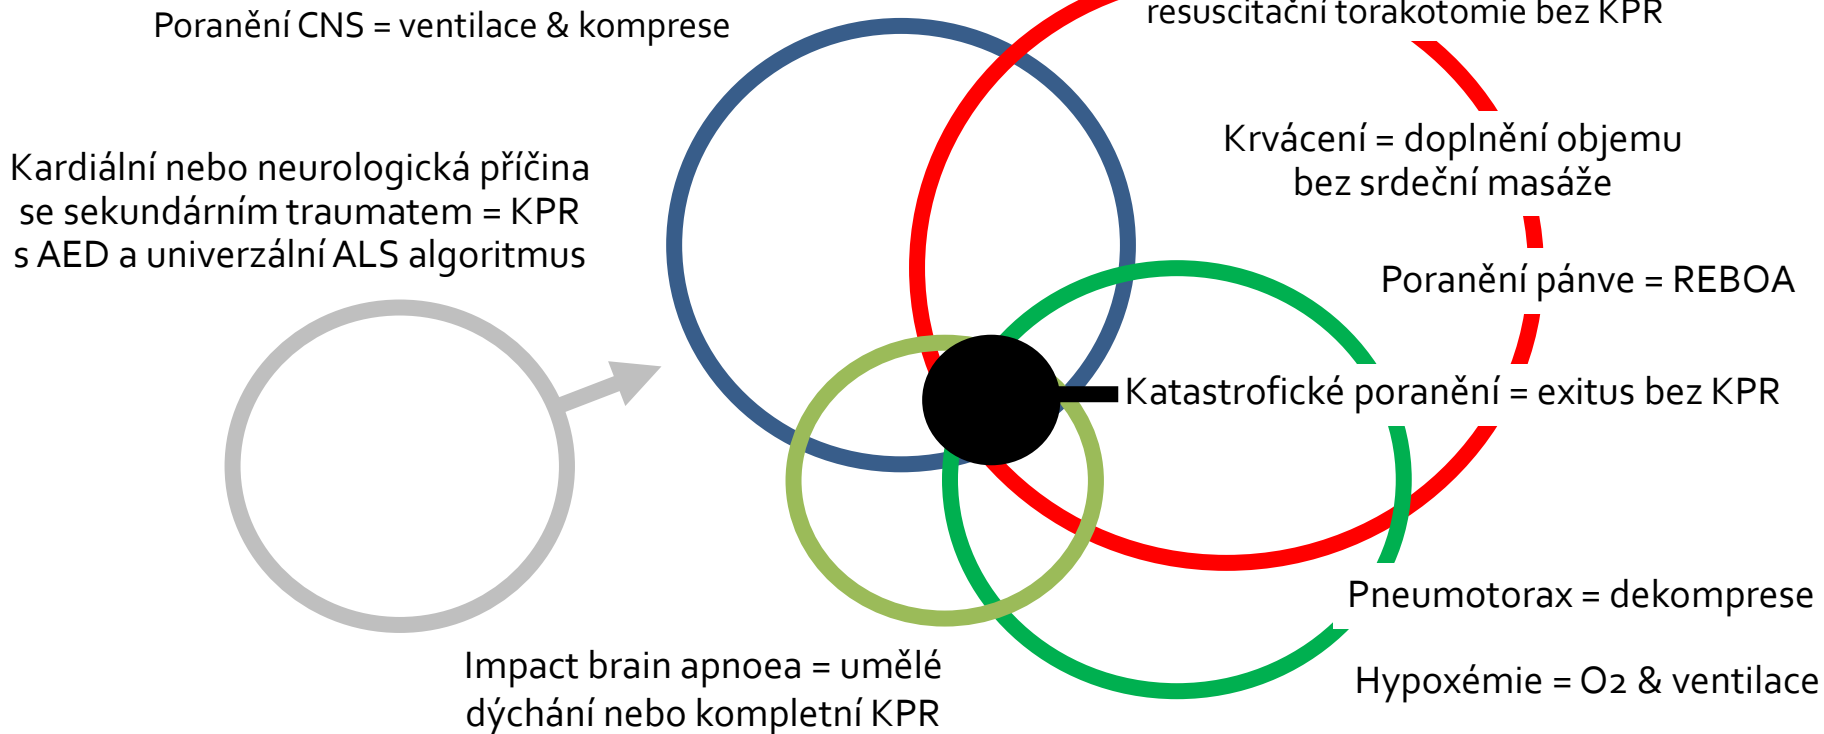 Poranění CNS = ventilace & komprese
resuscitační torakotomie bez KPR
Krvácení = doplnění objemu
bez srdeční masáže
Kardiální nebo neurologická příčina
se sekundárním traumatem = KPR
s AED a univerzální ALS algoritmus
Poranění pánve = REBOA
Katastrofické poranění = exitus bez KPR
Pneumotorax = dekomprese
Impact brain apnoea = umělé
dýchání nebo kompletní KPR
Hypoxémie = O2 & ventilace